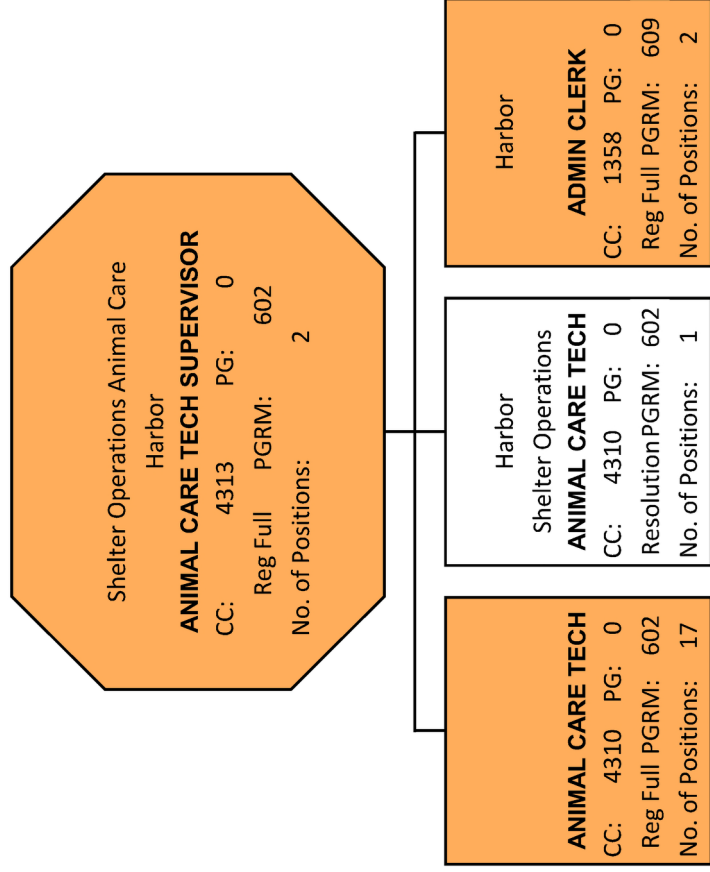 Shelter Operations Animal Care
Harbor
ANIMAL CARE TECH SUPERVISOR
CC: 4313 PG: 0
Reg Full PGRM: 602
No. of Positions: 2
ANIMAL CARE TECH
CC: 4310 PG: 0
Reg Full PGRM: 602
No. of Positions: 17
Harbor
Shelter Operations
ANIMAL CARE TECH
CC: 4310 PG: 0
Resolution PGRM: 602
No. of Positions: 1
Harbor
ADMIN CLERK
CC: 1358 PG: 0
Reg Full PGRM: 609
No. of Positions: 2